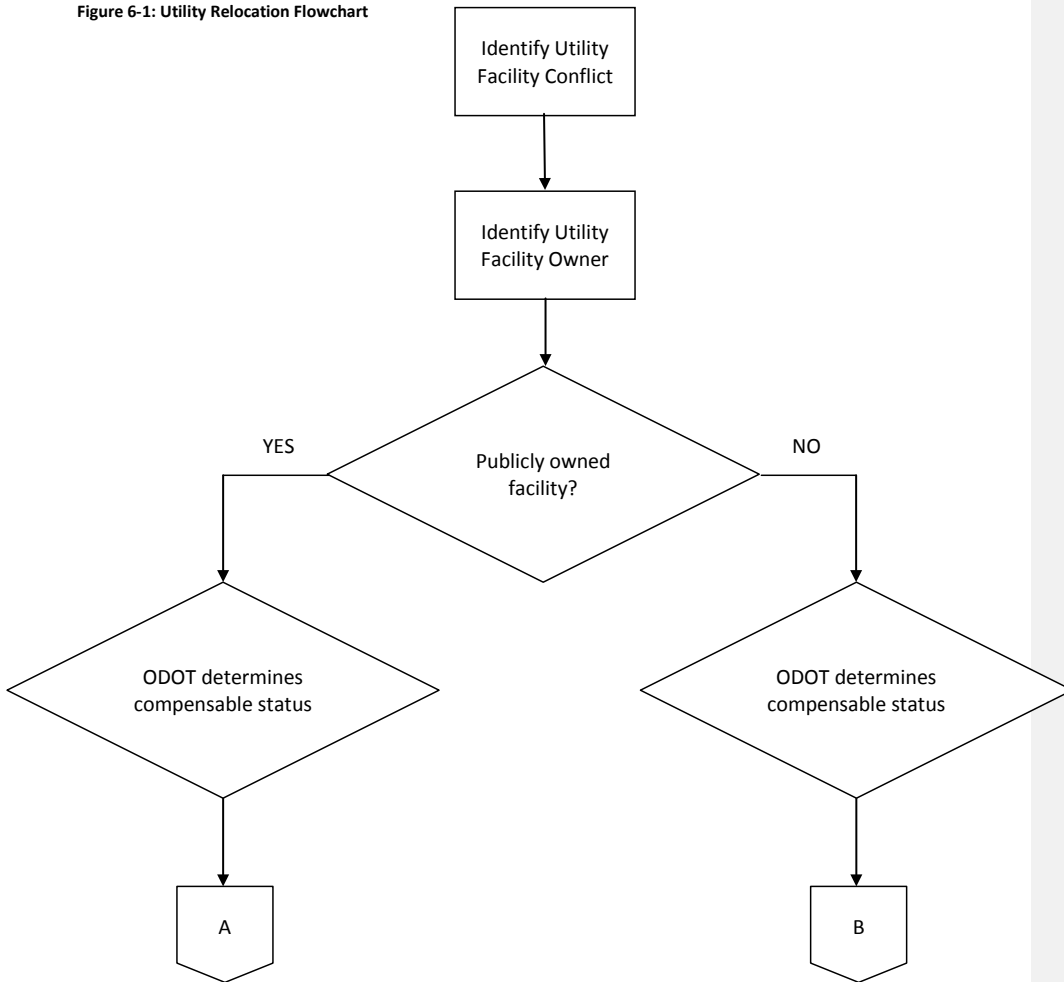 Figure 6-1: Utility Relocation Flowchart
Identify Utility
Facility Conflict
Identify Utility
Facility Owner
YES
NO
Publicly owned
facility?
ODOT determines
compensable status
ODOT determines
compensable status
A
B